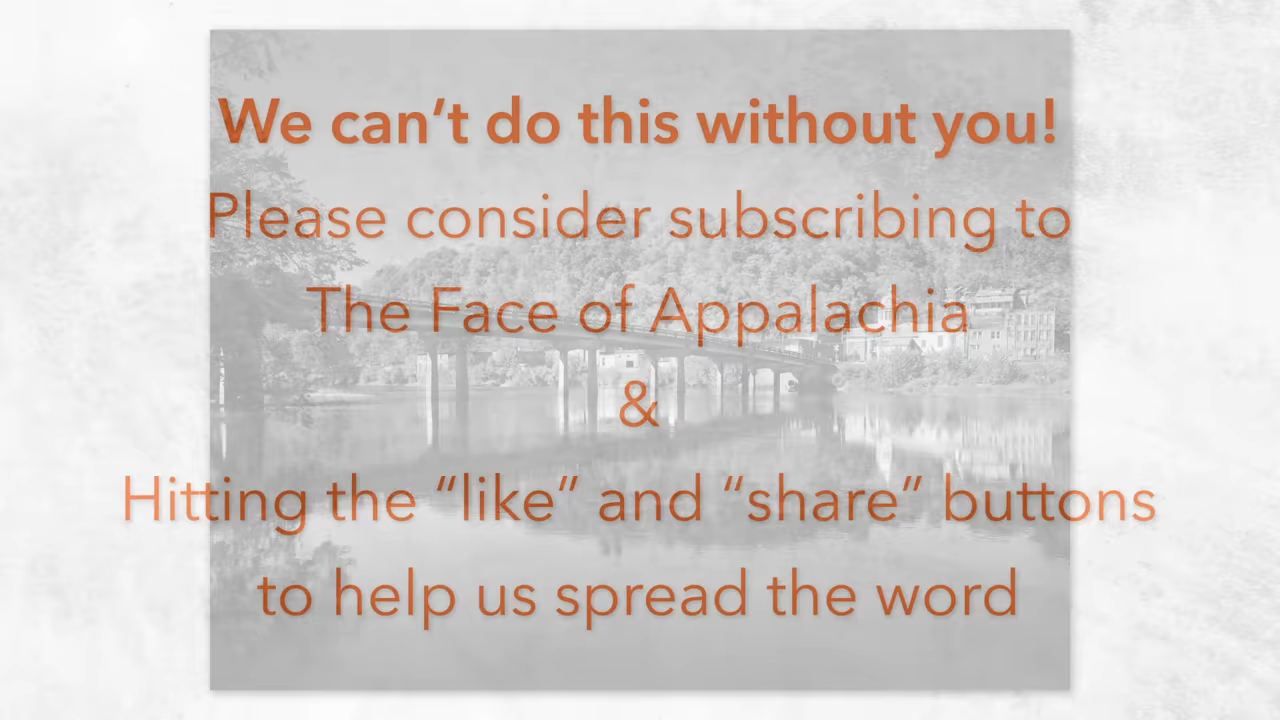 We can’t do this without you!
Please consider subscribing to
The Face of Appalachia
&
Hitting the “like” and “share” buttons
to help us spread the word